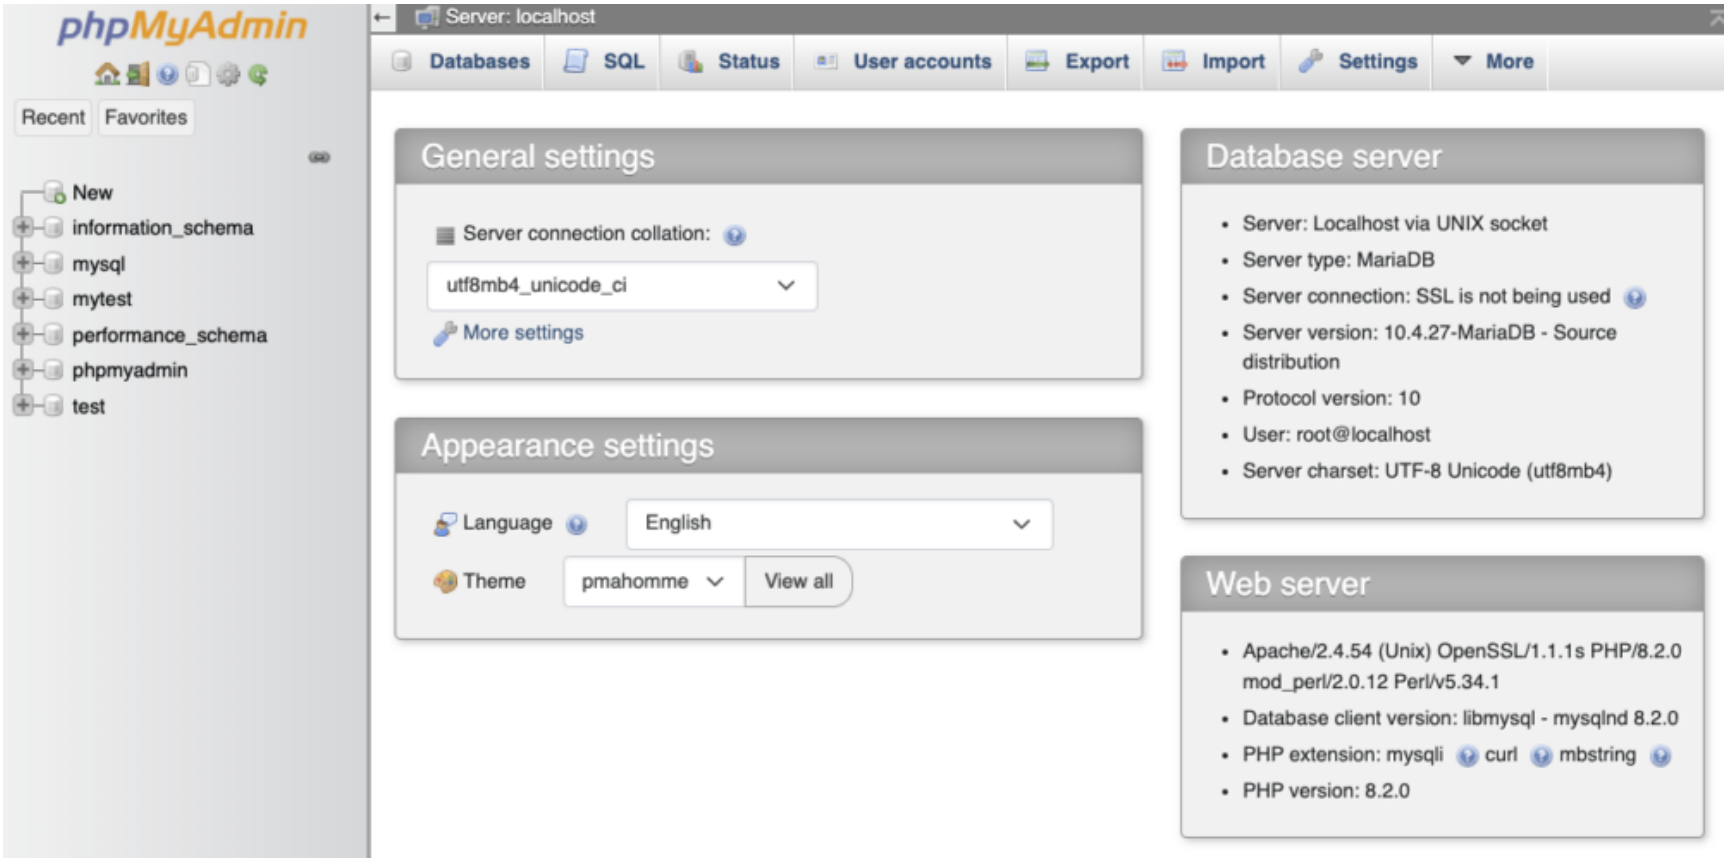 phpMyAdmin
Recent Favorites
New
information_schema
mysql
mytest
performance_schema
phpmyadmin
test
Server: localhost
Databases SQL Status User accounts Export Import Settings More
General settings
Server connection collation:
utf8mb4_unicode_ci
More settings
Appearance settings
Language English
Theme pmahomme View all
Database server
Server: Localhost via UNIX socket
Server type: MariaDB
Server connection: SSL is not being used
Server version: 10.4.27-MariaDB - Source
distribution
Protocol version: 10
User: root@localhost
Server charset: UTF-8 Unicode (utf8mb4)
Web server
Apache/2.4.54 (Unix) OpenSSL/1.1.1s PHP/8.2.0
mod_perl/2.0.12 Perl/v5.34.1
Database client version: libmysql - mysqlnd 8.2.0
PHP extension: mysqli curl mbstring
PHP version: 8.2.0